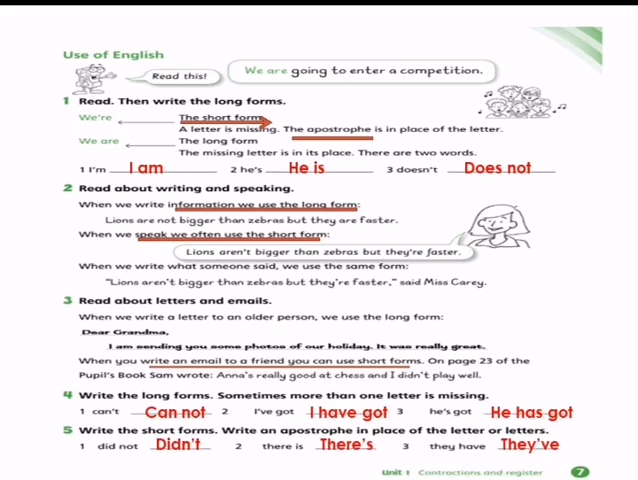 Use of English
Read this!
We are going to enter a competition.
1 Read. Then write the long forms.
We're The short form
A letter is missing. The apostrophe is in place of the letter.
We are The long form
The missing letter is in its place. There are two words.
1 I'm I am 2 he's He is 3 doesn't Does not
2 Read about writing and speaking.
When we write information we use the long form:
Lions are not bigger than zebras but they are faster.
When we speak we often use the short form:
Lions aren't bigger than zebras but they're faster.
When we write what someone said, we use the same form:
"Lions aren't bigger than zebras but they're faster," said Miss Carey.
3 Read about letters and emails.
When we write a letter to an older person, we use the long form:
Dear Grandma,
I am sending you some photos of our holiday. It was really great.
When you write an email to a friend you can use short forms. On page 23 of the
Pupil's Book Sam wrote: Anna's really good at chess and I didn't play well.
4 Write the long forms. Sometimes more than one letter is missing.
1 can't Can not 2 I've got I have got 3 he's got He has got
5 Write the short forms. Write an apostrophe in place of the letter or letters.
1 did not Didn't 2 there is There's 3 they have They've
Unit 1 Contractions and register 7